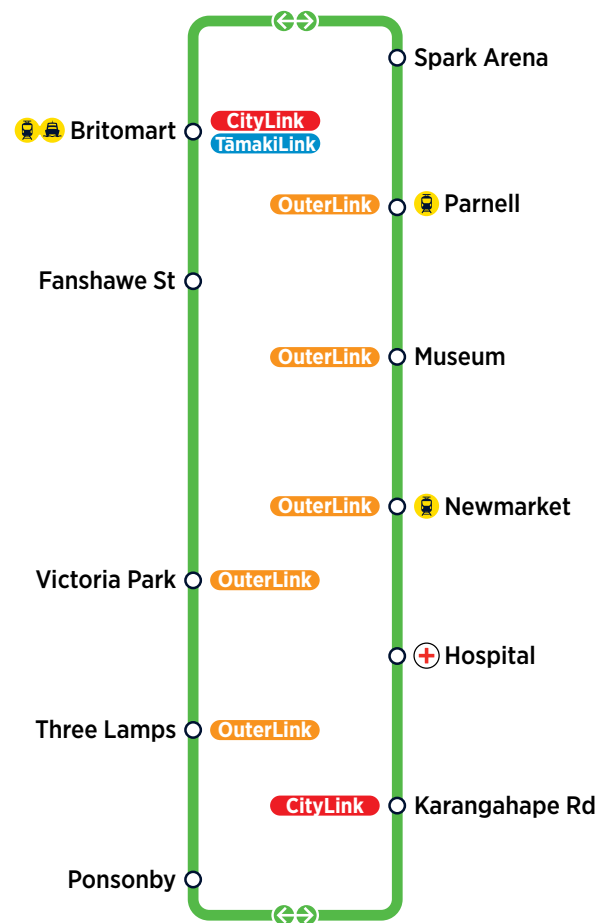 Spark Arena
Britomart
CityLink
TāmakiLink
OuterLink
Parnell
Fanshawe St
OuterLink
Museum
OuterLink
Newmarket
Victoria Park
OuterLink
Hospital
Three Lamps
OuterLink
CityLink
Karangahape Rd
Ponsonby